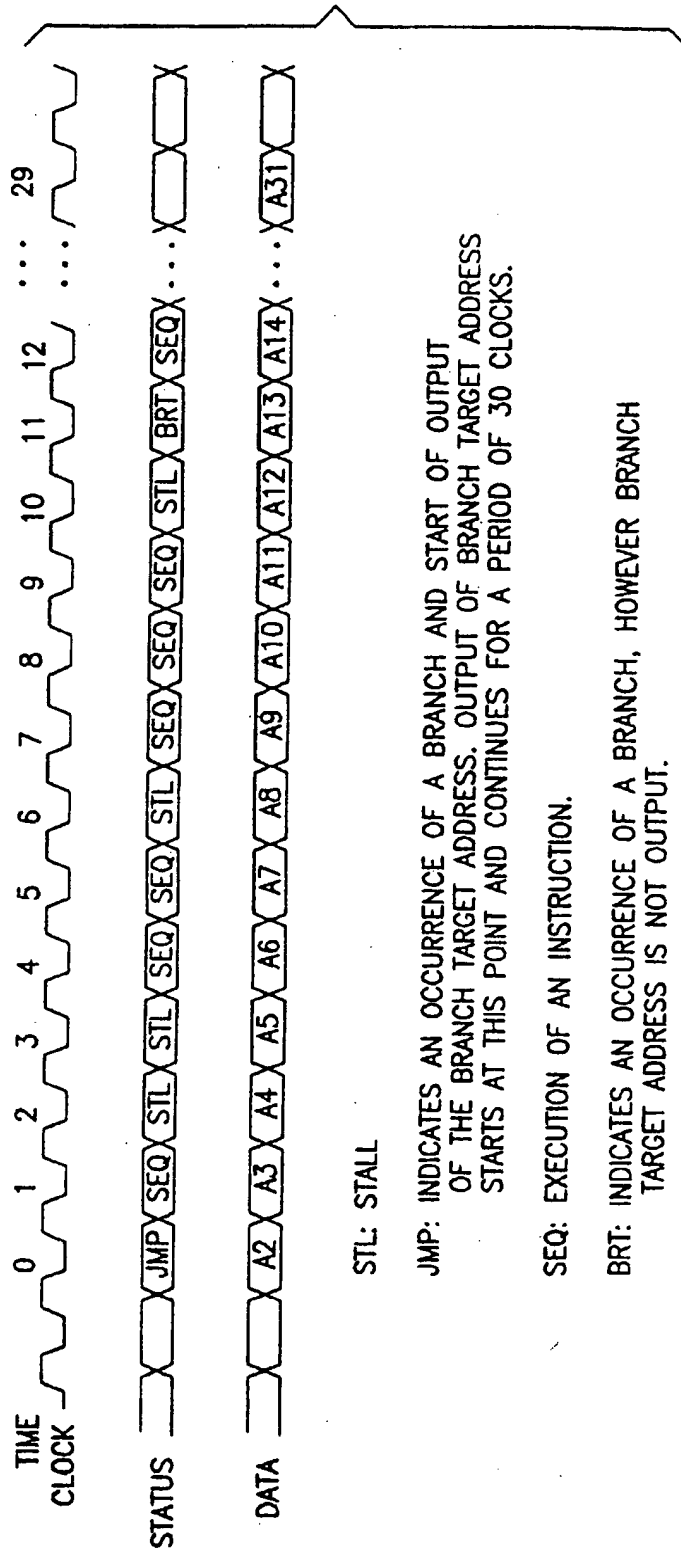 TIME 0 1 2 3 4 5 6 7 8 9 10 11 12 ... 29
CLOCK ...
STATUS JMP SEQ STL STL SEQ SEQ STL SEQ SEQ SEQ STL BRT SEQ ...
DATA A2 A3 A4 A5 A6 A7 A8 A9 A10 A11 A12 A13 A14 ... A31
STL: STALL
JMP: INDICATES AN OCCURRENCE OF A BRANCH AND START OF OUTPUT
OF THE BRANCH TARGET ADDRESS. OUTPUT OF BRANCH TARGET ADDRESS
STARTS AT THIS POINT AND CONTINUES FOR A PERIOD OF 30 CLOCKS.
SEQ: EXECUTION OF AN INSTRUCTION.
BRT: INDICATES AN OCCURRENCE OF A BRANCH, HOWEVER BRANCH
TARGET ADDRESS IS NOT OUTPUT.